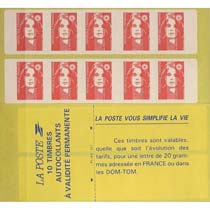 LA POSTE
10 TIMBRES
AUTOCOLLANTS
À VALIDITÉ PERMANENTE
LA POSTE VOUS SIMPLIFIE LA VIE
Ces timbres sont valables,
quelle que soit l'évolution des
tarifs, pour une lettre de 20 gram-
mes adressée en FRANCE ou dans
les DOM-TOM.